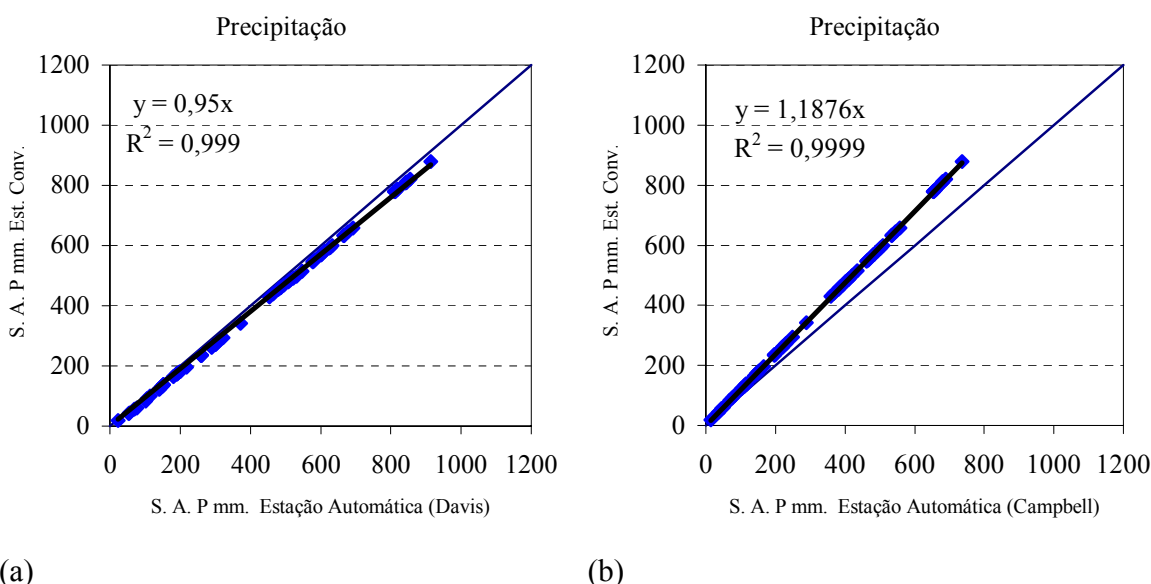 Precipitação
1200
1000
800
600
400
200
0
y = 0,95x
R² = 0,999
S. A. P mm. Est. Conv.
0 200 400 600 800 1000 1200
S. A. P mm. Estação Automática (Davis)
(a)
Precipitação
1200
1000
800
600
400
200
0
y = 1,1876x
R² = 0,9999
S. A. P mm. Est. Conv.
0 200 400 600 800 1000 1200
S. A. P mm. Estação Automática (Campbell)
(b)